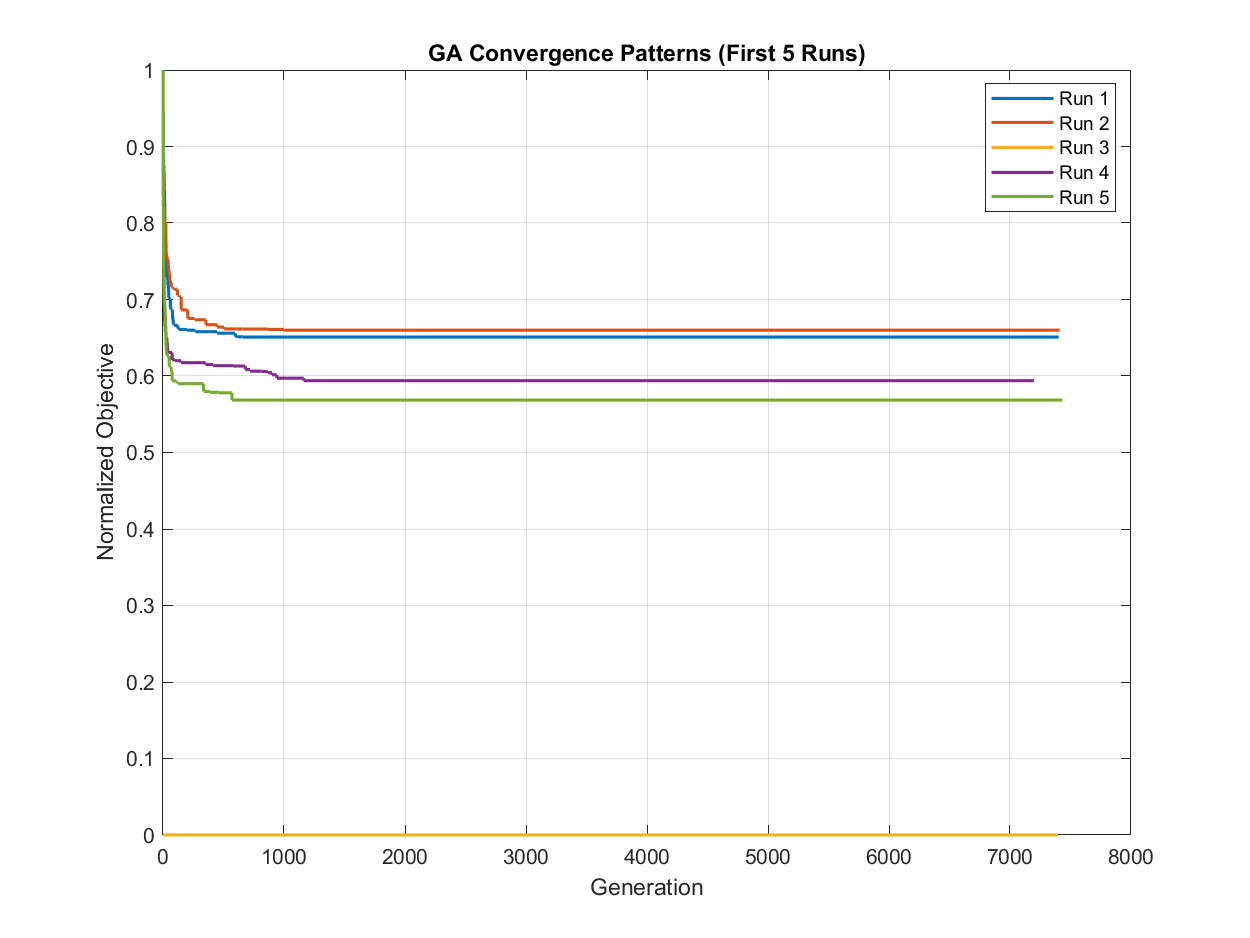 GA Convergence Patterns (First 5 Runs)
Run 1
Run 2
Run 3
Run 4
Run 5
1
0.9
0.8
0.7
0.6
0.5
0.4
0.3
0.2
0.1
0
Normalized Objective
0 1000 2000 3000 4000 5000 6000 7000 8000
Generation